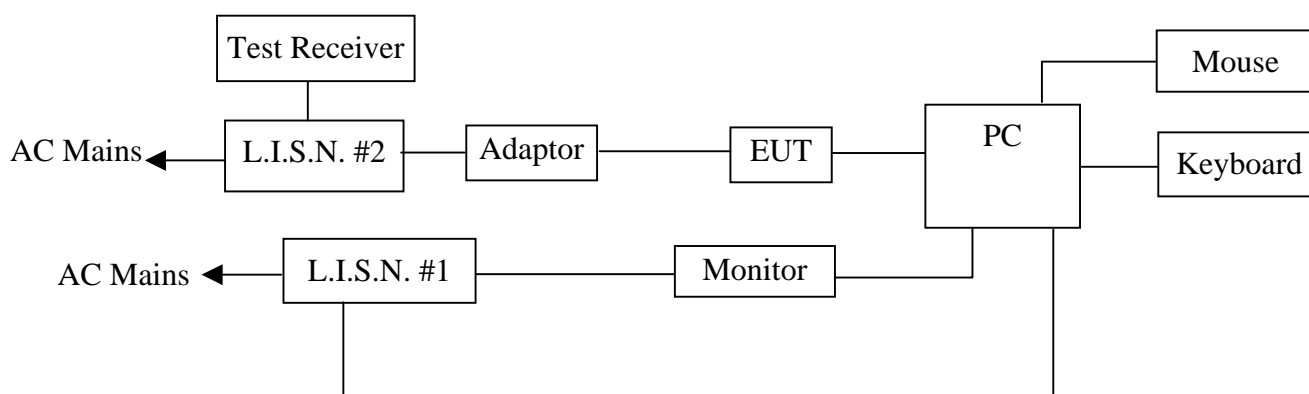 Test Receiver
Mouse
AC Mains
L.I.S.N. #2
Adaptor
EUT
PC
Keyboard
AC Mains
L.I.S.N. #1
Monitor